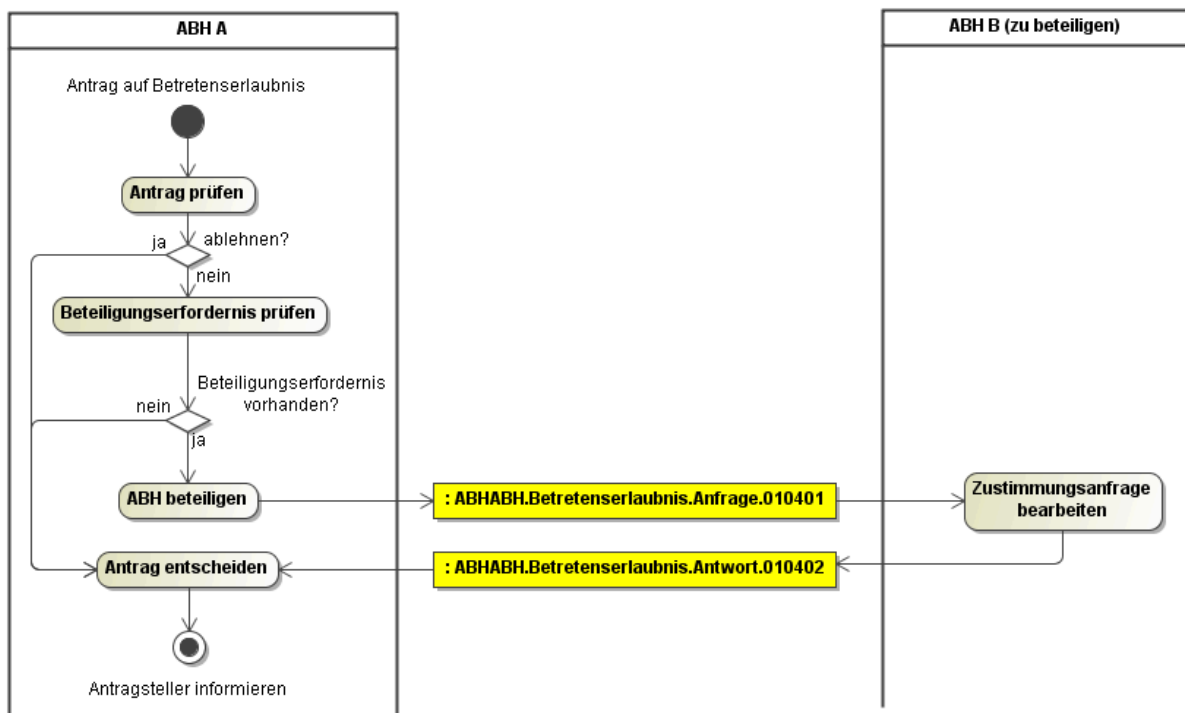 ABH A
ABH B (zu beteiligen)
Antrag auf Betretenserlaubnis
Antrag prüfen
ja
ablehnen?
nein
Beteiligungserfordernis prüfen
Beteiligungserfordernis
vorhanden?
nein
ja
ABH beteiligen
: ABHABH.Betretenserlaubnis.Anfrage.010401
Zustimmungsanfrage
bearbeiten
Antrag entscheiden
: ABHABH.Betretenserlaubnis.Antwort.010402
Antragsteller informieren